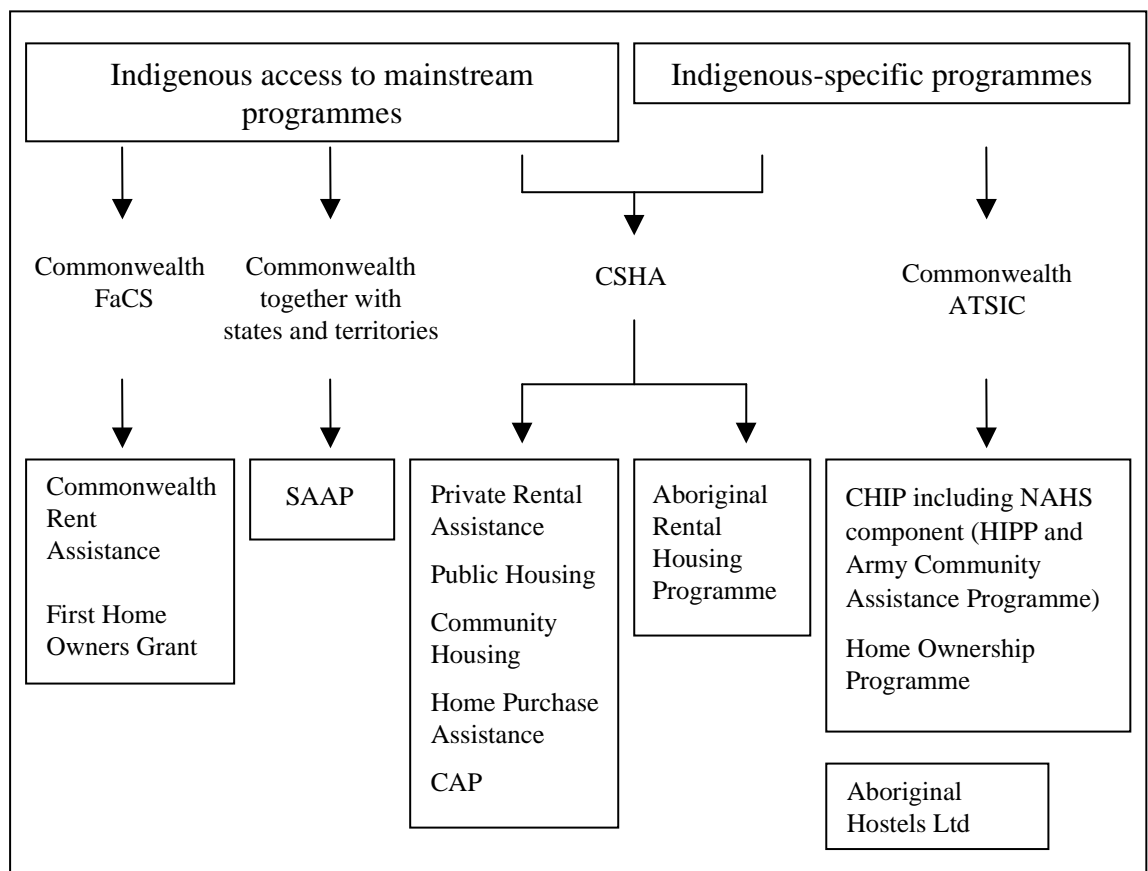 Indigenous access to mainstream
programmes
Indigenous-specific programmes
Commonwealth
FaCS
Commonwealth
together with
states and territories
CSHA
Commonwealth
ATSIC
Commonwealth
Rent
Assistance
First Home
Owners Grant
SAAP
Private Rental
Assistance
Public Housing
Community
Housing
Home Purchase
Assistance
CAP
Aboriginal
Rental
Housing
Programme
CHIP including NAHS
component (HIPP and
Army Community
Assistance Programme)
Home Ownership
Programme
Aboriginal
Hostels Ltd